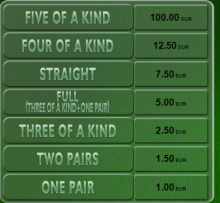 FIVE OF A KIND 100.00 EUR
FOUR OF A KIND 12.50 EUR
STRAIGHT 7.50 EUR
FULL
(THREE OF A KIND+ONE PAIR) 5.00 EUR
THREE OF A KIND 2.50 EUR
TWO PAIRS 1.50 EUR
ONE PAIR 1.00 EUR